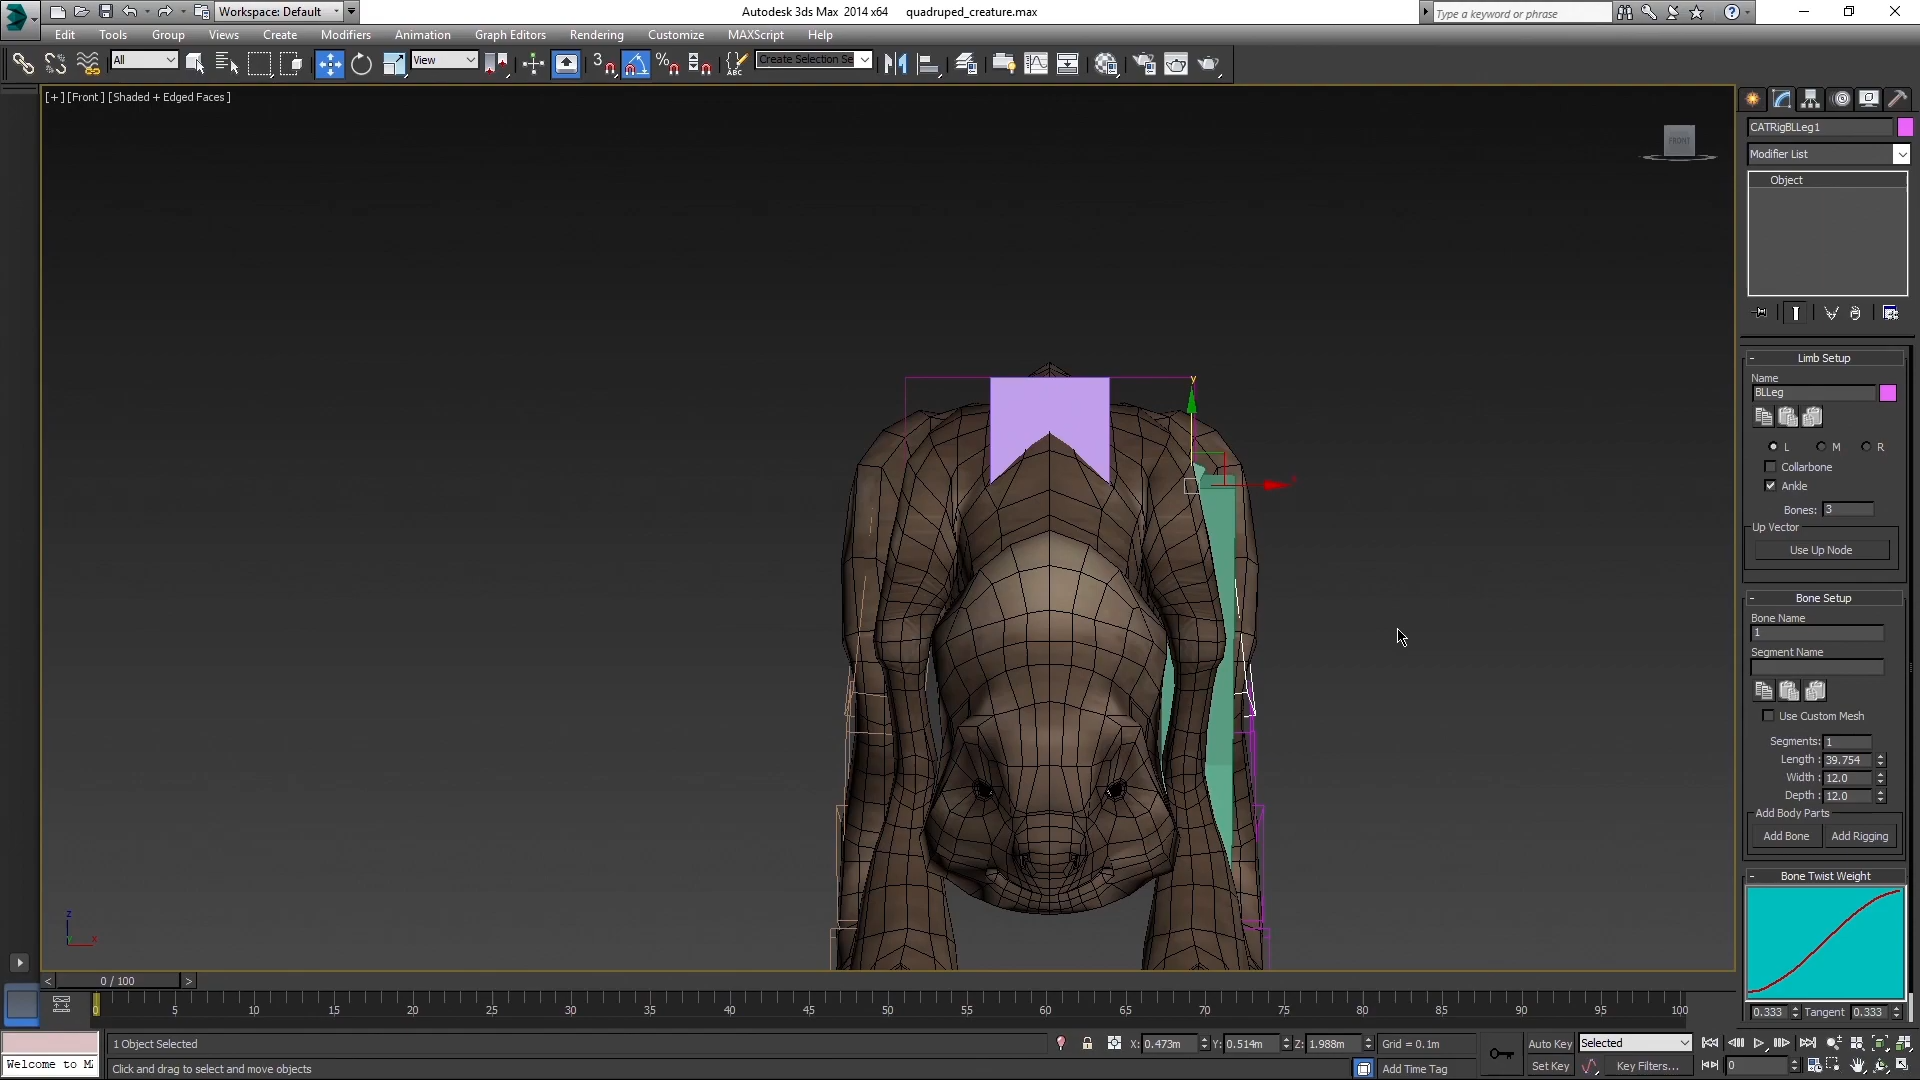 Workspace: Default
Autodesk 3ds Max 2014 x64 quadruped_creature.max
Type a keyword or phrase
Edit Tools Group Views Create Modifiers Animation Graph Editors Rendering Customize MAXScript Help
All View 3 Create Selection Se
[+] [Front] [Shaded + Edged Faces]
FRONT
y
z
x
CATRigBLLeg1
Modifier List
Object
- Limb Setup
Name
BLLeg
L M R
Collarbone
Ankle
Bones: 3
Up Vector
Use Up Node
- Bone Setup
Bone Name
1
Segment Name
Use Custom Mesh
Segments: 1
Length : 39.754
Width : 12.0
Depth : 12.0
Add Body Parts
Add Bone Add Rigging
- Bone Twist Weight
0.333 Tangent 0.333
< 0 / 100 >
0 5 10 15 20 25 30 35 40 45 50 55 60 65 70 75 80 85 90 95 100
1 Object Selected X: 0.473m Y: 0.514m Z: 1.988m Grid = 0.1m Auto Key Selected
Welcome to M Click and drag to select and move objects Add Time Tag Set Key Key Filters... 0